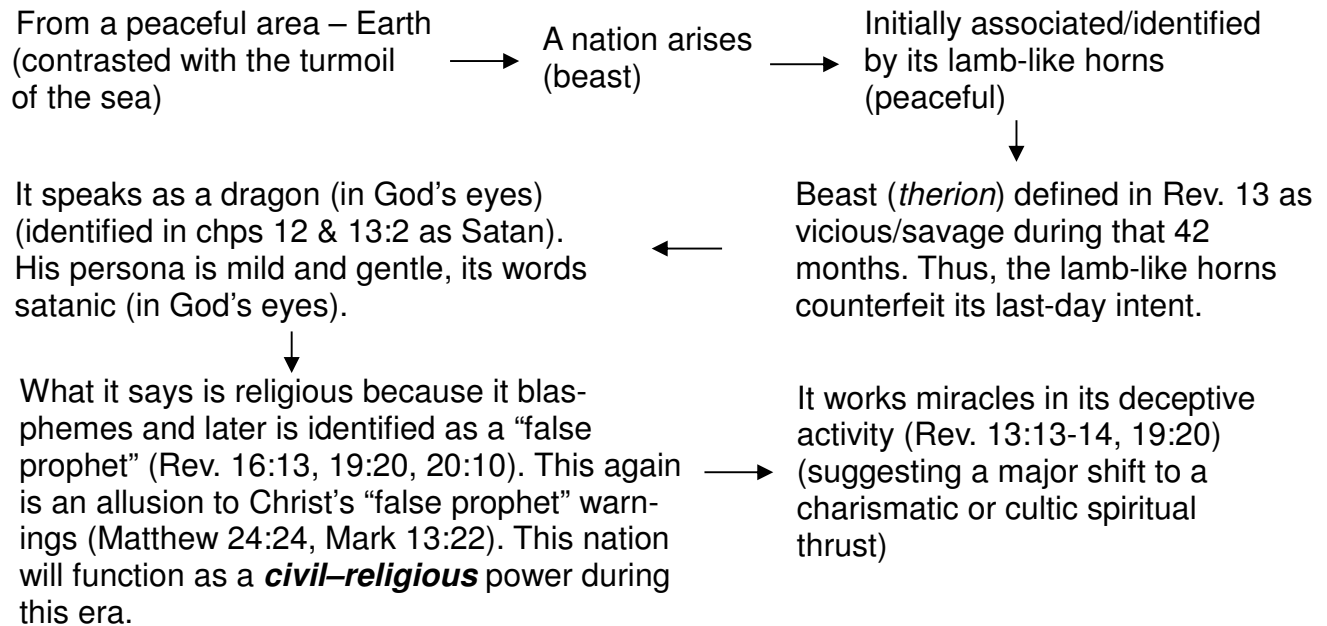 From a peaceful area – Earth
(contrasted with the turmoil
of the sea)
A nation arises
(beast)
Initially associated/identified
by its lamb-like horns
(peaceful)
Beast (therion) defined in Rev. 13 as
vicious/savage during that 42
months. Thus, the lamb-like horns
counterfeit its last-day intent.
It speaks as a dragon (in God’s eyes)
(identified in chps 12 & 13:2 as Satan).
His persona is mild and gentle, its words
satanic (in God’s eyes).
What it says is religious because it blas-
phemes and later is identified as a “false
prophet” (Rev. 16:13, 19:20, 20:10). This again
is an allusion to Christ’s “false prophet” warn-
ings (Matthew 24:24, Mark 13:22). This nation
will function as a civil–religious power during
this era.
It works miracles in its deceptive
activity (Rev. 13:13-14, 19:20)
(suggesting a major shift to a
charismatic or cultic spiritual
thrust)